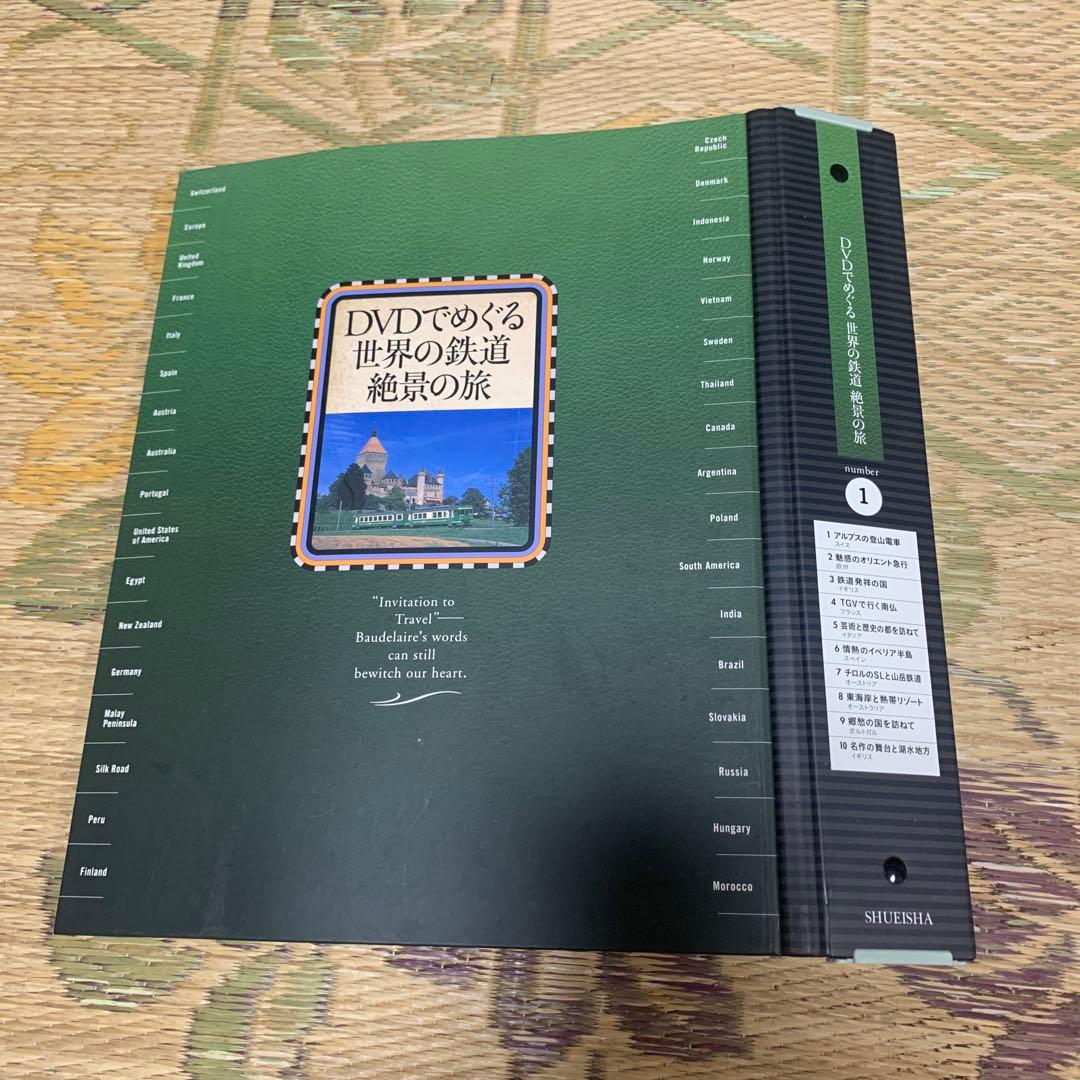 Switzerland
Europe
United
Kingdom
France
Italy
Spain
Austria
Australia
Portugal
United States
of America
Egypt
New Zealand
Germany
Malay
Peninsula
Silk Road
Peru
Finland
DVDでめぐる
世界の鉄道
絶景の旅
"Invitation to
Travel"—
Baudelaire's words
can still
bewitch our heart.
Czech
Republic
Denmark
Indonesia
Norway
Vietnam
Sweden
Thailand
Canada
Argentina
Poland
South America
India
Brazil
Slovakia
Russia
Hungary
Morocco
DVDでめぐる 世界の鉄道 絶景の旅
number
1
1 アルプスの登山電車
スイス
2 魅惑のオリエント急行
欧州
3 鉄道発祥の国
イギリス
4 TGVで行く南仏
フランス
5 芸術と歴史の都を訪ねて
イタリア
6 情熱のイベリア半島
スペイン
7 チロルのSLと山岳鉄道
オーストリア
8 東海岸と熱帯リゾート
オーストラリア
9 郷愁の国を訪ねて
ポルトガル
10 名作の舞台と湖水地方
イギリス
SHUEISHA